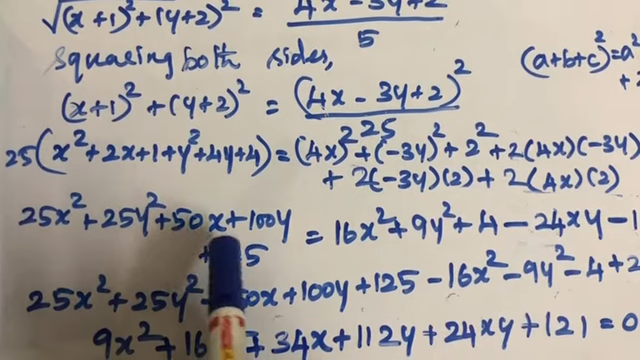 √(x+1)²+(y+2)² = 4x-3y+2
5
Squaring both sides,
(a+b+c)²=a²
+2
(x+1)²+(y+2)² = (4x-3y+2)²
25
25(x²+2x+1+y²+4y+4)=(4x)²+(-3y)²+2²+2(4x)(-3y)
+2(-3y)(2)+2(4x)(2)
25x²+25y²+50x+100y = 16x²+9y²+4-24xy-1
5
25x²+25y² 50x+100y+125-16x²-9y²-4+2
9x²+16 +34x+112y+24xy+121=0